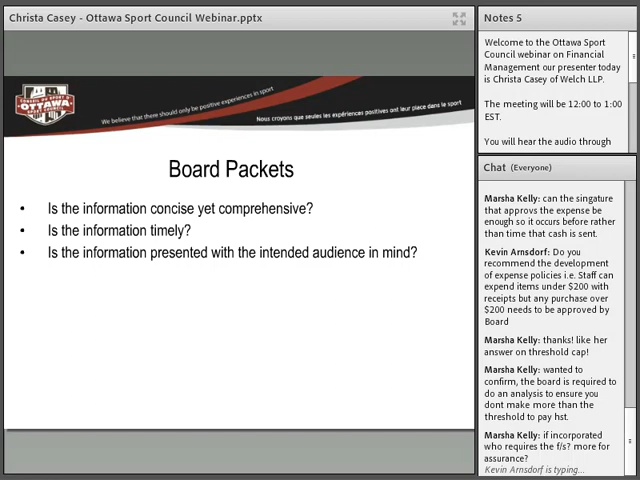 Christa Casey - Ottawa Sport Council Webinar.pptx
OTTAWA
We believe that there should only be positive experiences in sport
Nous croyons que seules les expériences positives ont leur place dans le sport
Board Packets
• Is the information concise yet comprehensive?
• Is the information timely?
• Is the information presented with the intended audience in mind?
Notes 5
Welcome to the Ottawa Sport
Council webinar on Financial
Management our presenter today
is Christa Casey of Welch LLP.
The meeting will be 12:00 to 1:00
EST.
You will hear the audio through
Chat (Everyone)
Marsha Kelly: can the singature
that approves the expense be
enough so it occurs before rather
than time that cash is sent.
Kevin Arnsdorf: Do you
recommend the development
of expense policies i.e. Staff can
expend items under $200 with
receipts but any purchase over
$200 needs to be approved by
Board
Marsha Kelly: thanks! like her
answer on threshold cap!
Marsha Kelly: wanted to
confirm, the board is required to
do an analysis to ensure you
dont make more than the
threshold to pay hst.
Marsha Kelly: if incorporated
who requires the f/s? more for
assurance?
Kevin Arnsdorf is typing...